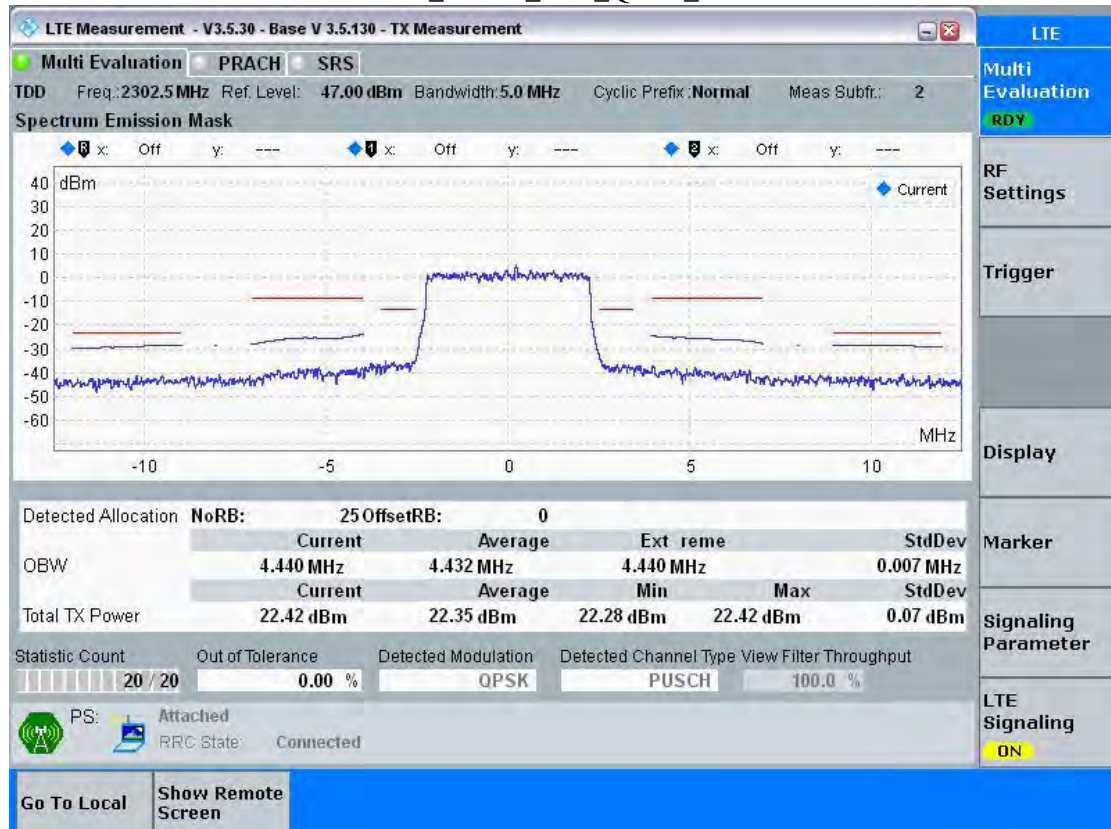 LTE Measurement - V3.5.30 - Base V 3.5.130 - TX Measurement
LTE
Multi Evaluation PRACH SRS
Multi Evaluation
RDY
TDD Freq.:2302.5 MHz Ref. Level: 47.00 dBm Bandwidth:5.0 MHz Cyclic Prefix :Normal Meas Subfr.: 2
Spectrum Emission Mask
R x: Off y: --- 1 x: Off y: --- 2 x: Off y: ---
dBm
Current
40
30
20
10
0
-10
-20
-30
-40
-50
-60
MHz
-10 -5 0 5 10
RF Settings
Trigger
Display
Marker
Signaling Parameter
LTE Signaling
ON
Detected Allocation NoRB: 25 OffsetRB: 0
Current Average Ext reme StdDev
OBW 4.440 MHz 4.432 MHz 4.440 MHz 0.007 MHz
Current Average Min Max StdDev
Total TX Power 22.42 dBm 22.35 dBm 22.28 dBm 22.42 dBm 0.07 dBm
Statistic Count Out of Tolerance Detected Modulation Detected Channel Type View Filter Throughput
20 / 20 0.00 % QPSK PUSCH 100.0 %
PS: Attached
RRC State: Connected
Go To Local
Show Remote Screen